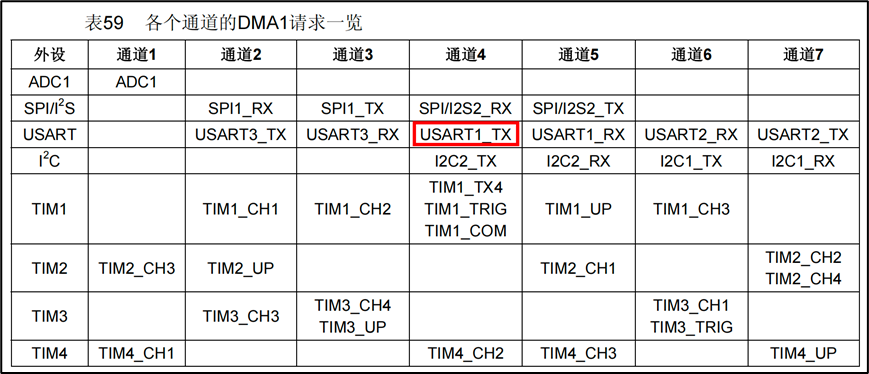 表59 各个通道的DMA1请求一览
外设 通道1 通道2 通道3 通道4 通道5 通道6 通道7
ADC1 ADC1
SPI/I²S SPI1_RX SPI1_TX SPI/I2S2_RX SPI/I2S2_TX
USART USART3_TX USART3_RX USART1_TX USART1_RX USART2_RX USART2_TX
I²C I2C2_TX I2C2_RX I2C1_TX I2C1_RX
TIM1 TIM1_CH1 TIM1_CH2 TIM1_TX4 TIM1_TRIG TIM1_COM TIM1_UP TIM1_CH3
TIM2 TIM2_CH3 TIM2_UP TIM2_CH1 TIM2_CH2 TIM2_CH4
TIM3 TIM3_CH3 TIM3_CH4 TIM3_UP TIM3_CH1 TIM3_TRIG
TIM4 TIM4_CH1 TIM4_CH2 TIM4_CH3 TIM4_UP